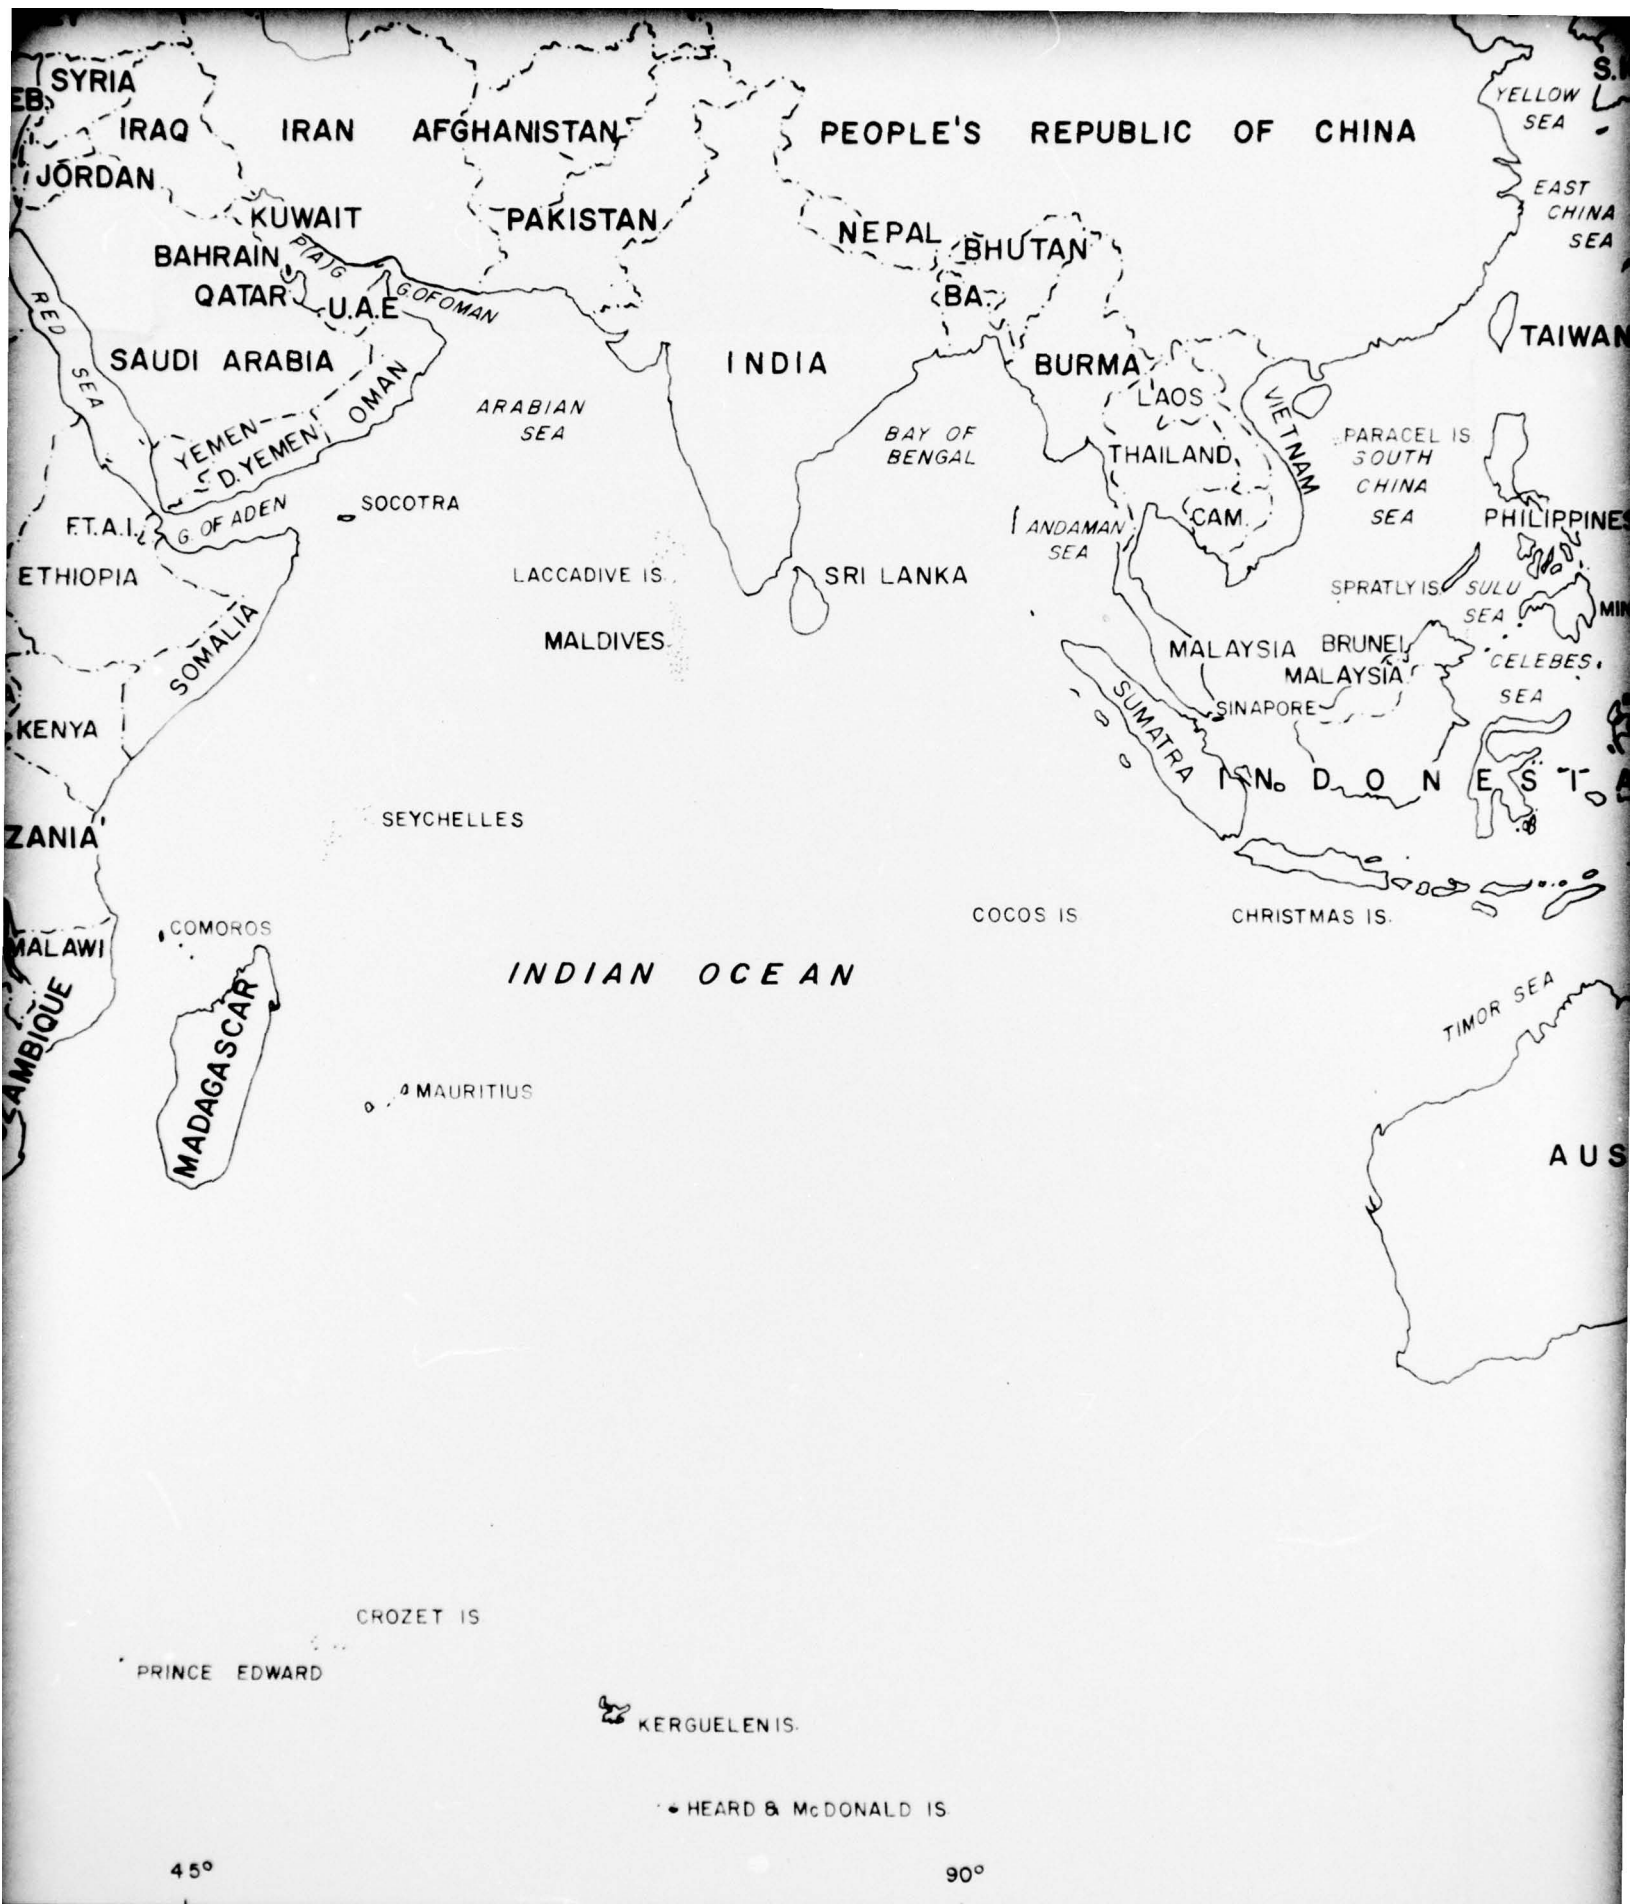 SYRIA
EB.
IRAQ
IRAN
AFGHANISTAN
PEOPLE'S REPUBLIC OF CHINA
YELLOW
SEA
JORDAN
EAST
CHINA
SEA
KUWAIT
PAKISTAN
NEPAL
BHUTAN
BAHRAIN
P(A)G
QATAR
U.A.E
G.OF OMAN
BA.
RED SEA
TAIWAN
SAUDI ARABIA
INDIA
BURMA
OMAN
LAOS
VIETNAM
ARABIAN
SEA
YEMEN
D. YEMEN
BAY OF
BENGAL
THAILAND
PARACEL IS
SOUTH
CHINA
SEA
SOCOTRA
F.T.A.I.
G. OF ADEN
ANDAMAN
SEA
CAM.
PHILIPPINES
ETHIOPIA
LACCADIVE IS.
SRI LANKA
SPRATLY IS.
SULU
SEA
MIN
SOMALIA
MALDIVES
MALAYSIA
BRUNEI
MALAYSIA
CELEBES
SEA
KENYA
SUMATRA
SINAPORE
INDONESIA
SEYCHELLES
ZANIA
COMOROS
COCOS IS
CHRISTMAS IS.
MALAWI
INDIAN OCEAN
ZAMBIQUE
MADAGASCAR
TIMOR SEA
MAURITIUS
AUS
CROZET IS
PRINCE EDWARD
KERGUELEN IS.
HEARD & McDONALD IS
45°
90°